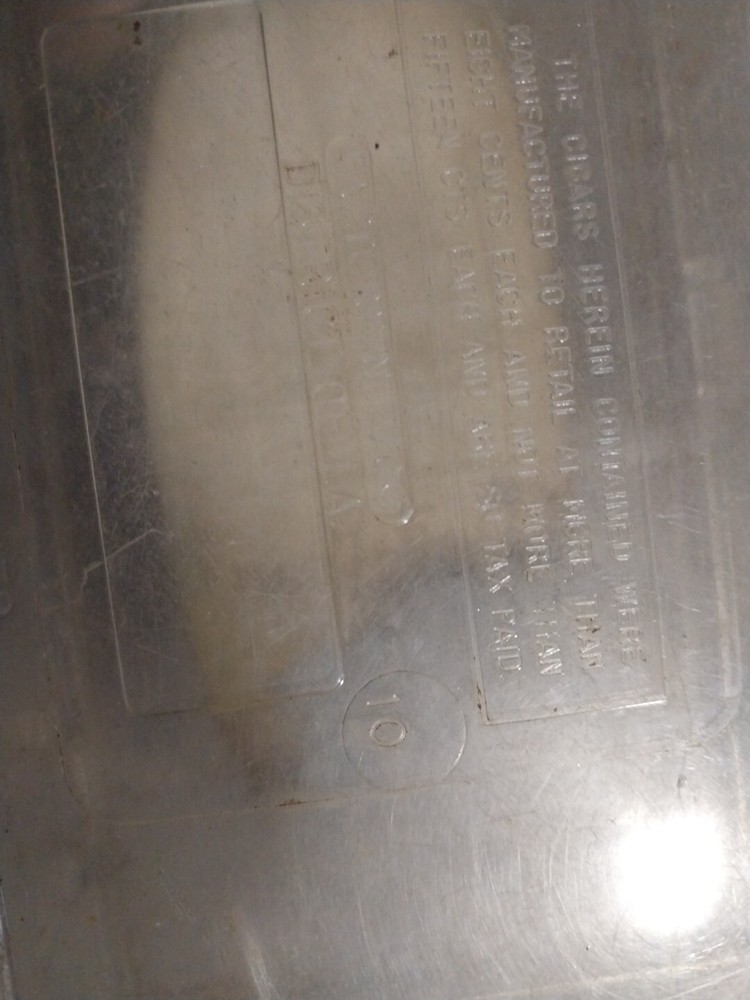 THE CIGARS HEREIN CONTAINED WERE
MANUFACTURED TO RETAIL AT MORE THAN
EIGHT CENTS EACH AND NOT MORE THAN
FIFTEEN CTS EACH AND ARE SO TAX PAID.
10